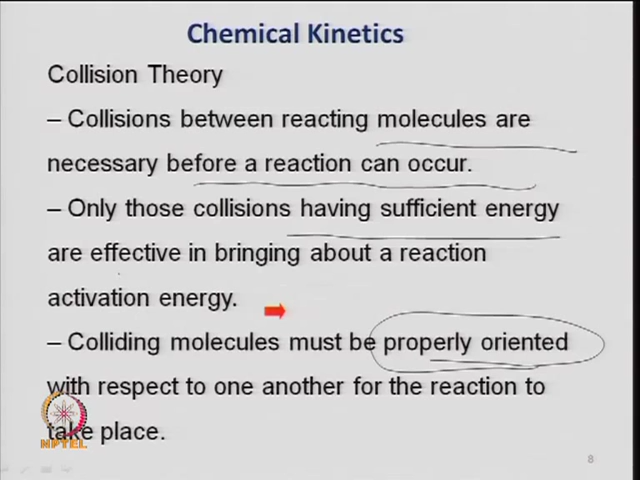 Chemical Kinetics
Collision Theory
– Collisions between reacting molecules are
necessary before a reaction can occur.
– Only those collisions having sufficient energy
are effective in bringing about a reaction
activation energy.
– Colliding molecules must be properly oriented
with respect to one another for the reaction to
take place.
NPTEL
8